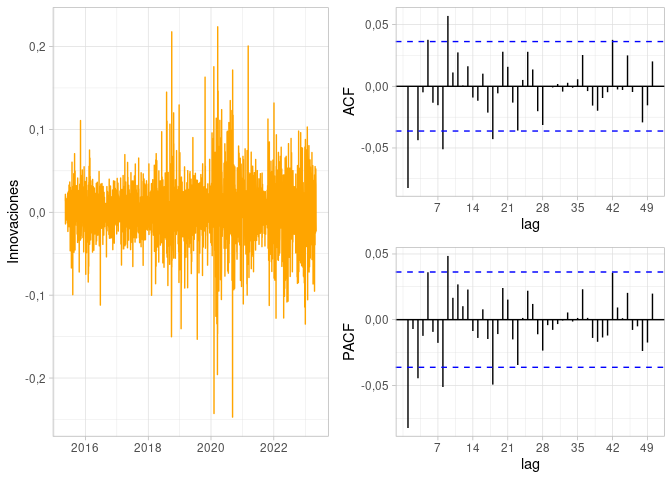 Innovaciones
0,2
0,1
0,0
-0,1
-0,2
2016 2018 2020 2022
ACF
0,05
0,00
-0,05
7 14 21 28 35 42 49
lag
PACF
0,05
0,00
-0,05
7 14 21 28 35 42 49
lag